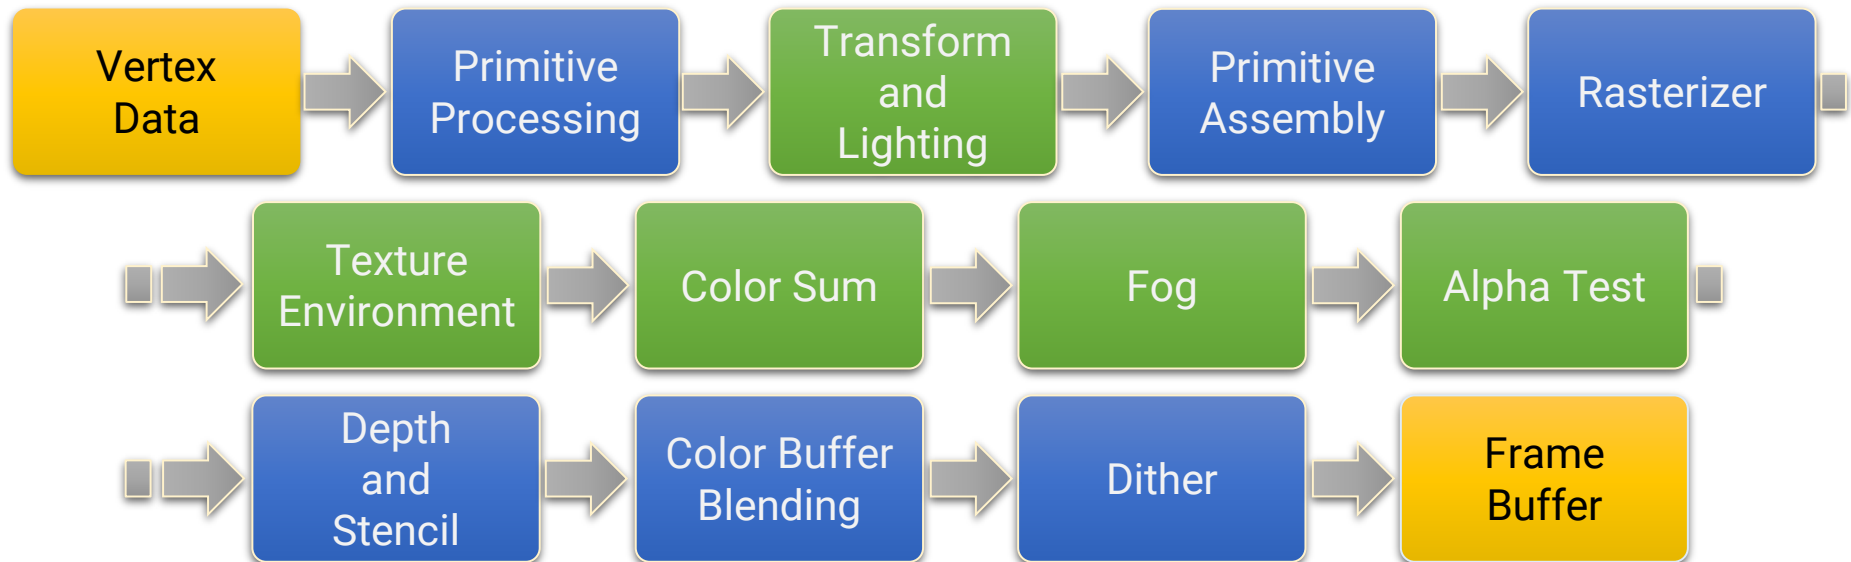 Vertex
Data
Primitive
Processing
Transform
and
Lighting
Primitive
Assembly
Rasterizer
Texture
Environment
Color Sum
Fog
Alpha Test
Depth
and
Stencil
Color Buffer
Blending
Dither
Frame
Buffer